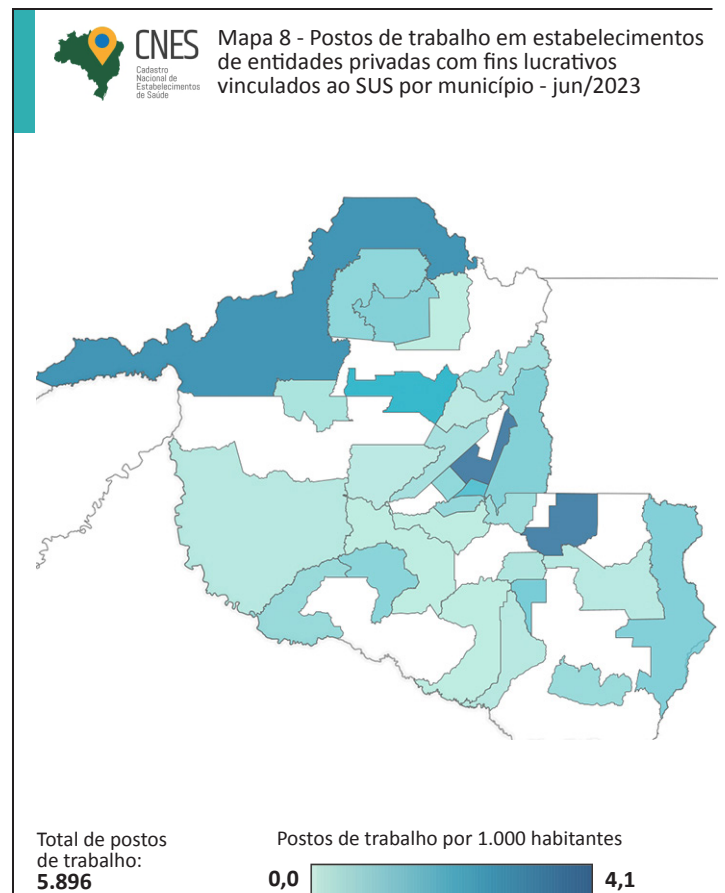 CNES
Cadastro
Nacional de
Estabelecimentos
de Saúde
Mapa 8 - Postos de trabalho em estabelecimentos
de entidades privadas com fins lucrativos
vinculados ao SUS por município - jun/2023
Total de postos
de trabalho:
5.896
Postos de trabalho por 1.000 habitantes
0,0
4,1